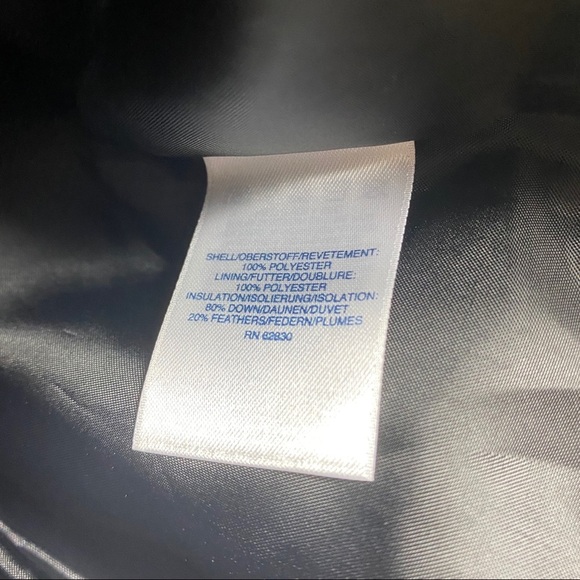 SHELL/OBERSTOFF/REVETEMENT:
100% POLYESTER
LINING/FUTTER/DOUBLURE:
100% POLYESTER
INSULATION/ISOLIERUNG/ISOLATION:
80% DOWN/DAUNEN/DUVET
20% FEATHERS/FEDERN/PLUMES
RN 62830